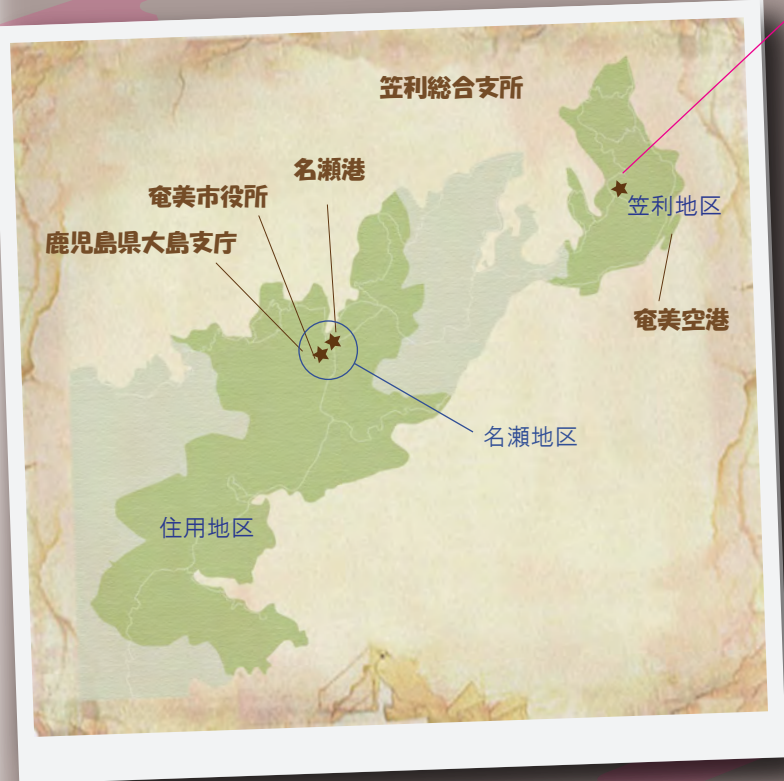 笠利総合支所
名瀬港
奄美市役所
鹿児島県大島支庁
笠利地区
奄美空港
名瀬地区
住用地区